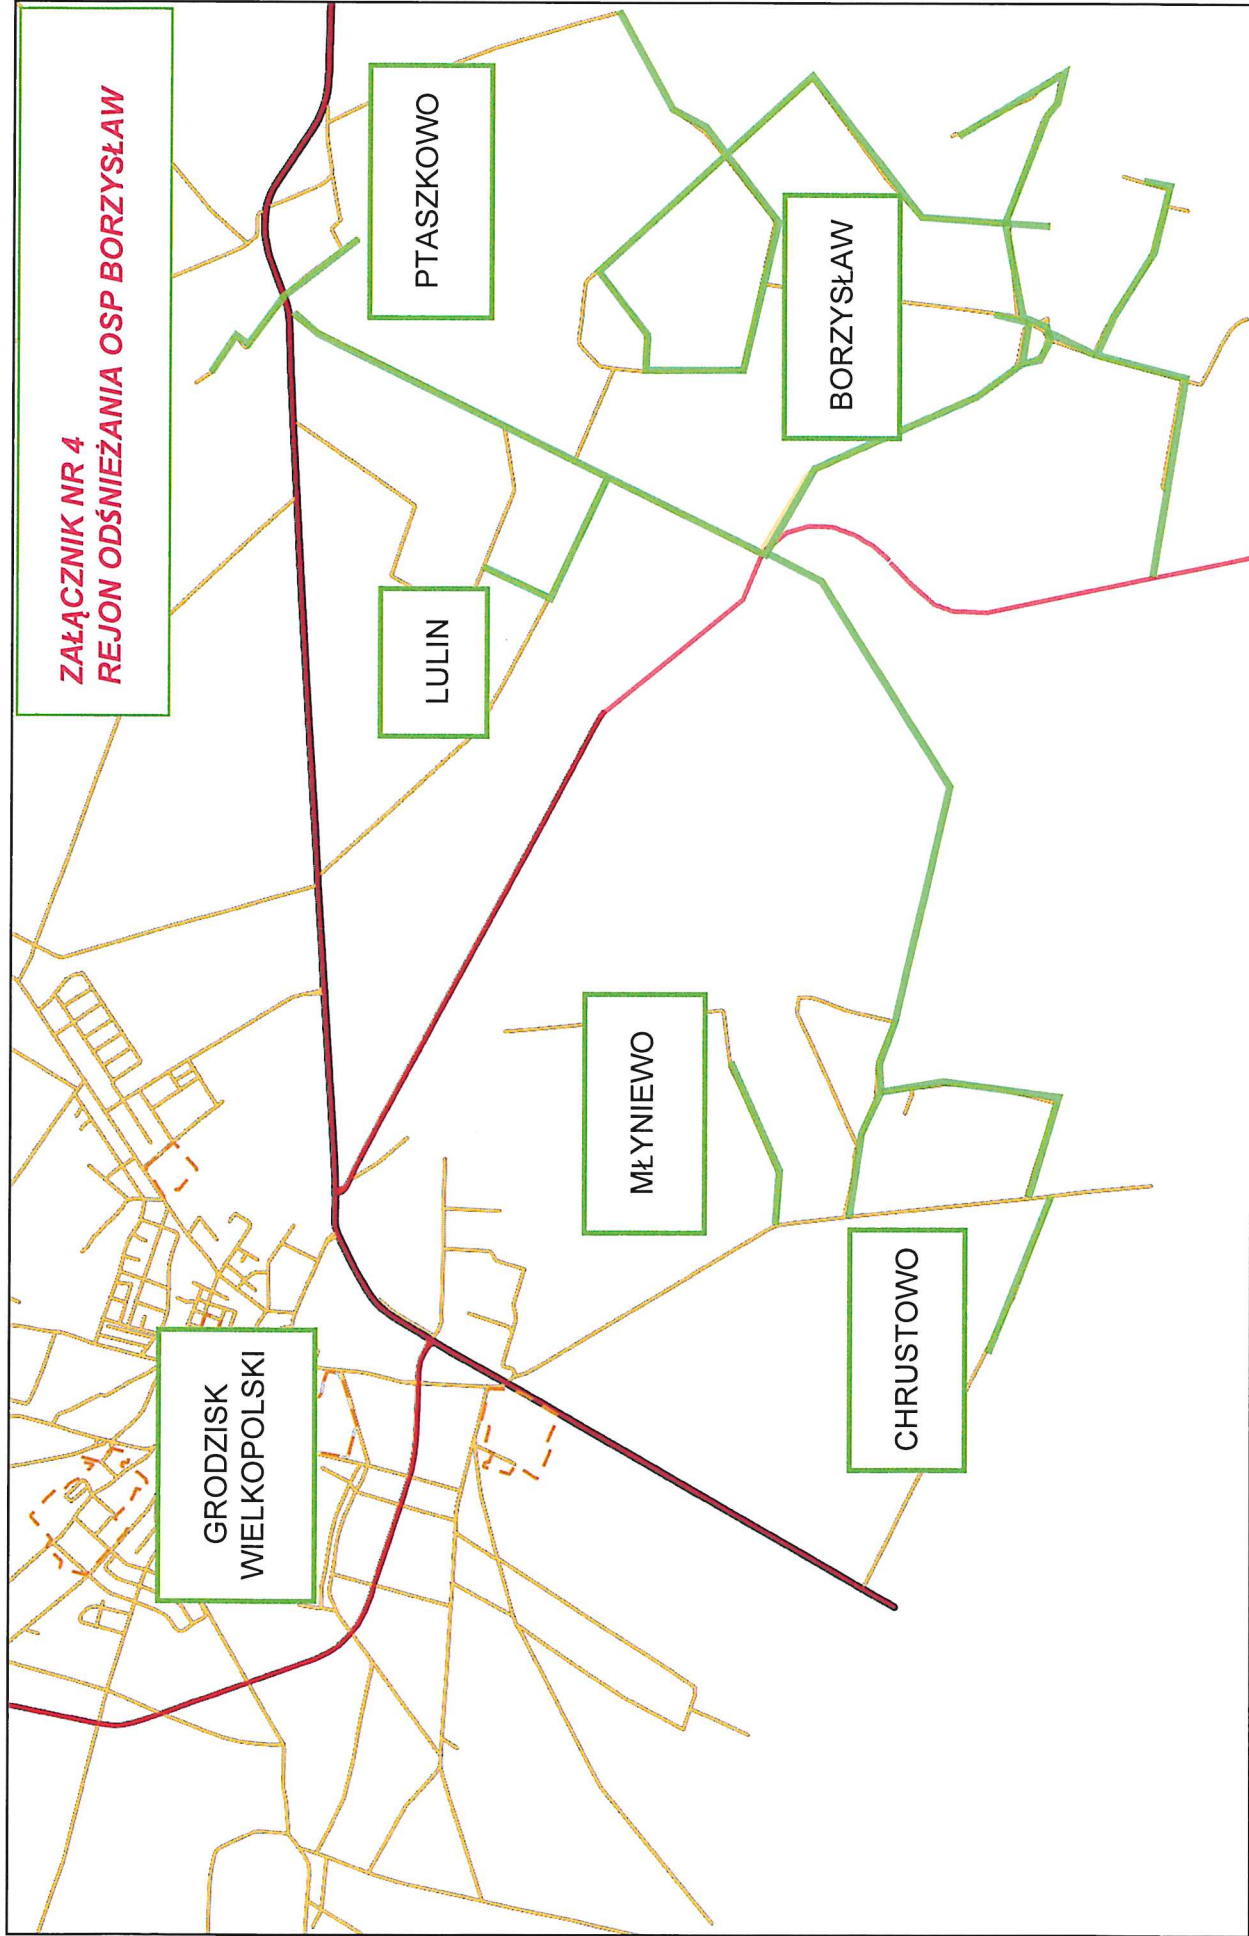 ZAŁĄCZNIK NR 4
REJON ODŚNIEŻANIA OSP BORZYSŁAW
GRODZISK
WIELKOPOLSKI
LULIN
PTASZKOWO
MŁYNIEWO
BORZYSŁAW
CHRUSTOWO